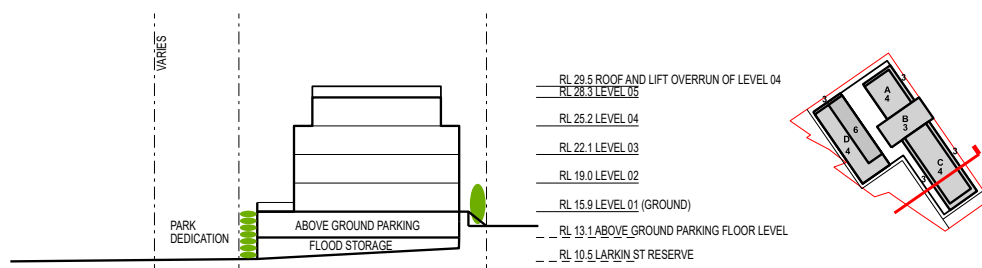 VARIES
PARK
DEDICATION
ABOVE GROUND PARKING
FLOOD STORAGE
RL 29.5 ROOF AND LIFT OVERRUN OF LEVEL 04
RL 28.3 LEVEL 05
RL 25.2 LEVEL 04
RL 22.1 LEVEL 03
RL 19.0 LEVEL 02
RL 15.9 LEVEL 01 (GROUND)
RL 13.1 ABOVE GROUND PARKING FLOOR LEVEL
RL 10.5 LARKIN ST RESERVE
3
A
4
3
B
3
6
D
4
3
C
4
3